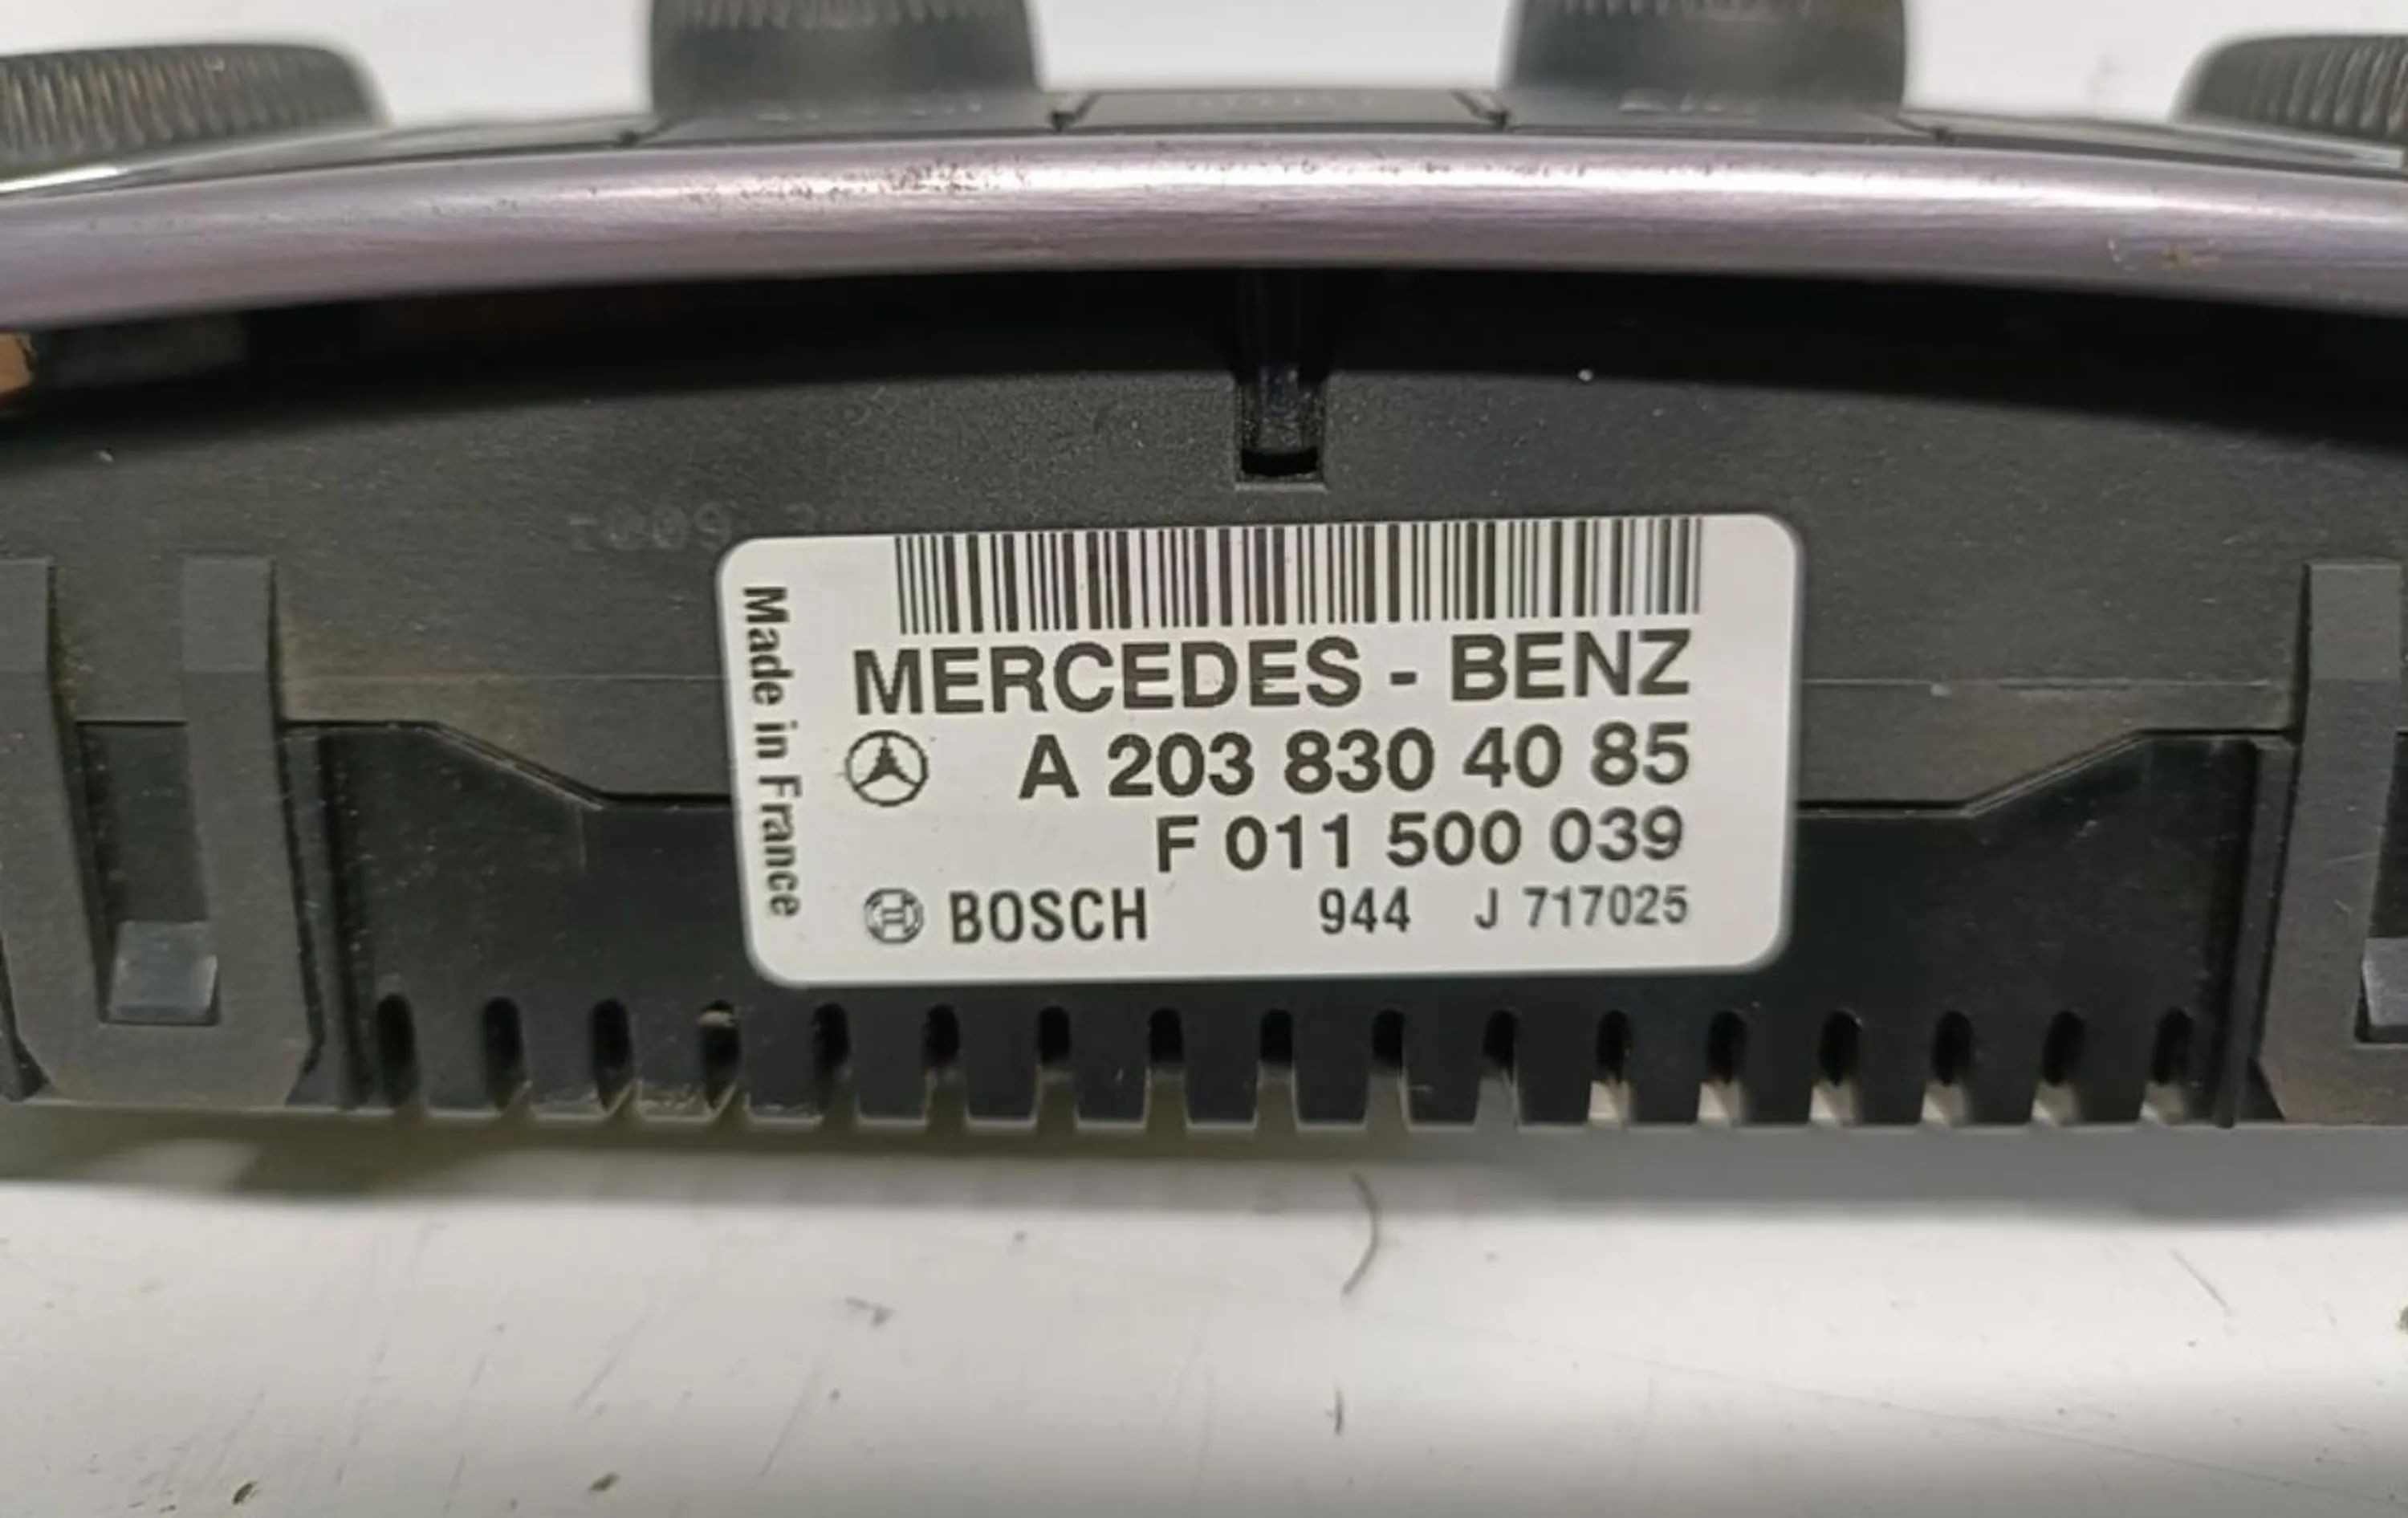 MERCEDES - BENZ
A 203 830 40 85
F 011 500 039
BOSCH 944 J 717025
Made in France